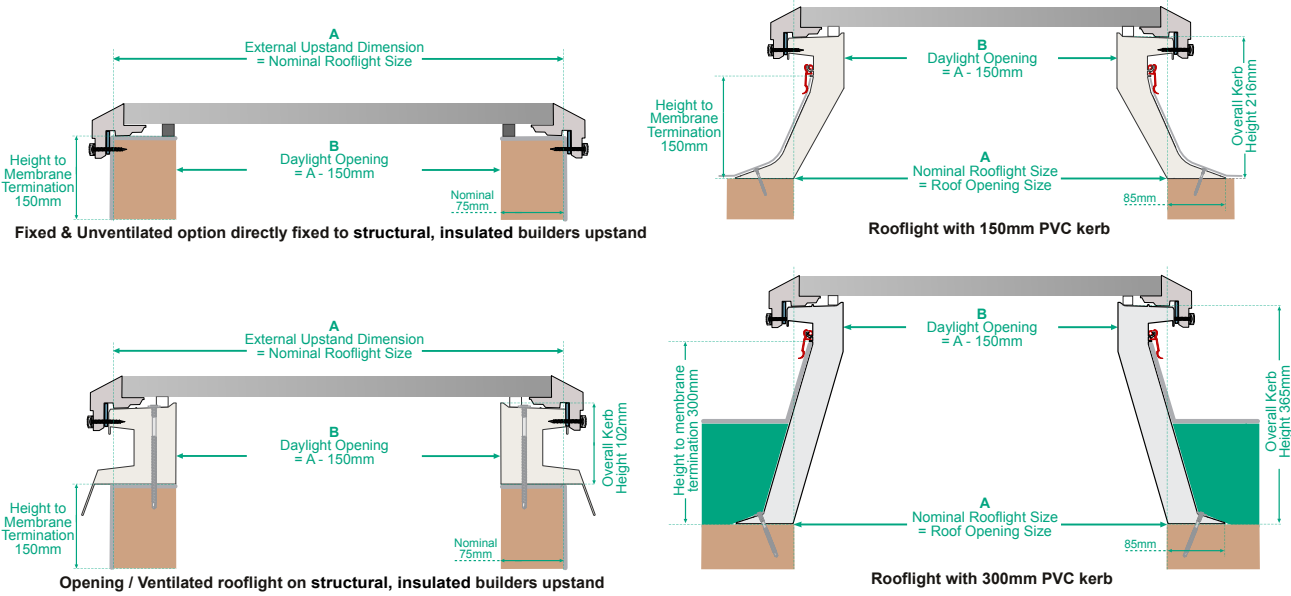 A
External Upstand Dimension
= Nominal Rooflight Size
B
Daylight Opening
= A - 150mm
Height to
Membrane
Termination
150mm
Nominal
75mm
Fixed & Unventilated option directly fixed to structural, insulated builders upstand
B
Daylight Opening
= A - 150mm
Height to
Membrane
Termination
150mm
Overall Kerb
Height 216mm
A
Nominal Rooflight Size
= Roof Opening Size
85mm
Rooflight with 150mm PVC kerb
A
External Upstand Dimension
= Nominal Rooflight Size
B
Daylight Opening
= A - 150mm
Overall Kerb
Height 102mm
Height to
Membrane
Termination
150mm
Nominal
75mm
Opening / Ventilated rooflight on structural, insulated builders upstand
B
Daylight Opening
= A - 150mm
Height to membrane
termination 300mm
Overall Kerb
Height 365mm
A
Nominal Rooflight Size
= Roof Opening Size
85mm
Rooflight with 300mm PVC kerb